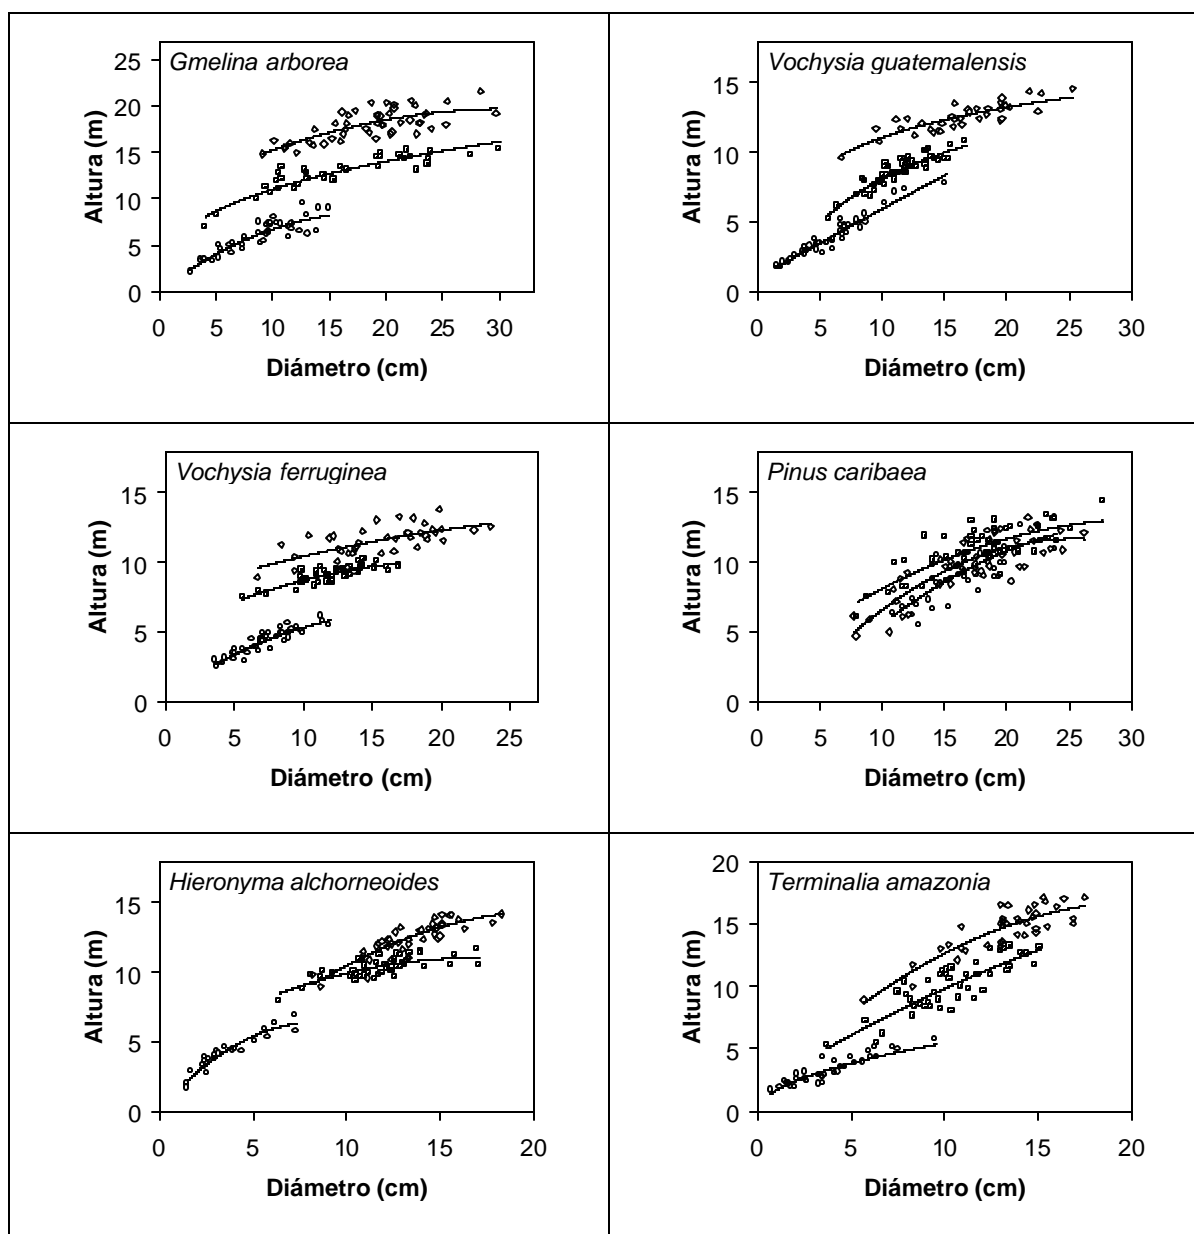 Gmelina arborea
25
20
15
10
5
0
0 5 10 15 20 25 30
Altura (m)
Diámetro (cm)
Vochysia guatemalensis
15
10
5
0
0 5 10 15 20 25 30
Altura (m)
Diámetro (cm)
Vochysia ferruginea
15
10
5
0
0 5 10 15 20 25
Altura (m)
Diámetro (cm)
Pinus caribaea
15
10
5
0
0 5 10 15 20 25 30
Altura (m)
Diámetro (cm)
Hieronyma alchorneoides
15
10
5
0
0 5 10 15 20
Altura (m)
Diámetro (cm)
Terminalia amazonia
20
15
10
5
0
0 5 10 15 20
Altura (m)
Diámetro (cm)